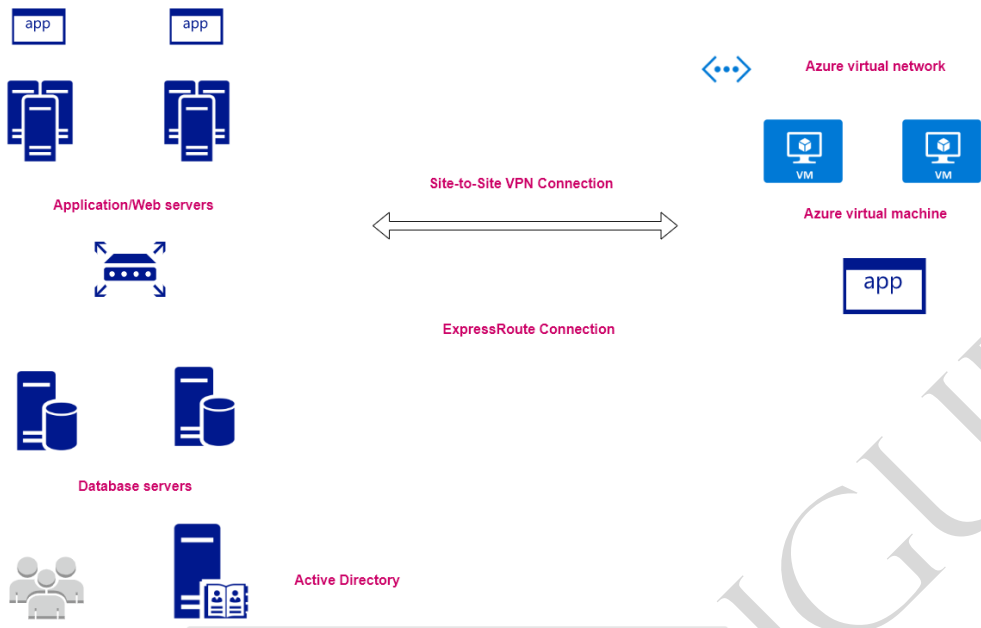 app
app
Azure virtual network
VM
VM
Site-to-Site VPN Connection
Application/Web servers
Azure virtual machine
app
ExpressRoute Connection
Database servers
Active Directory